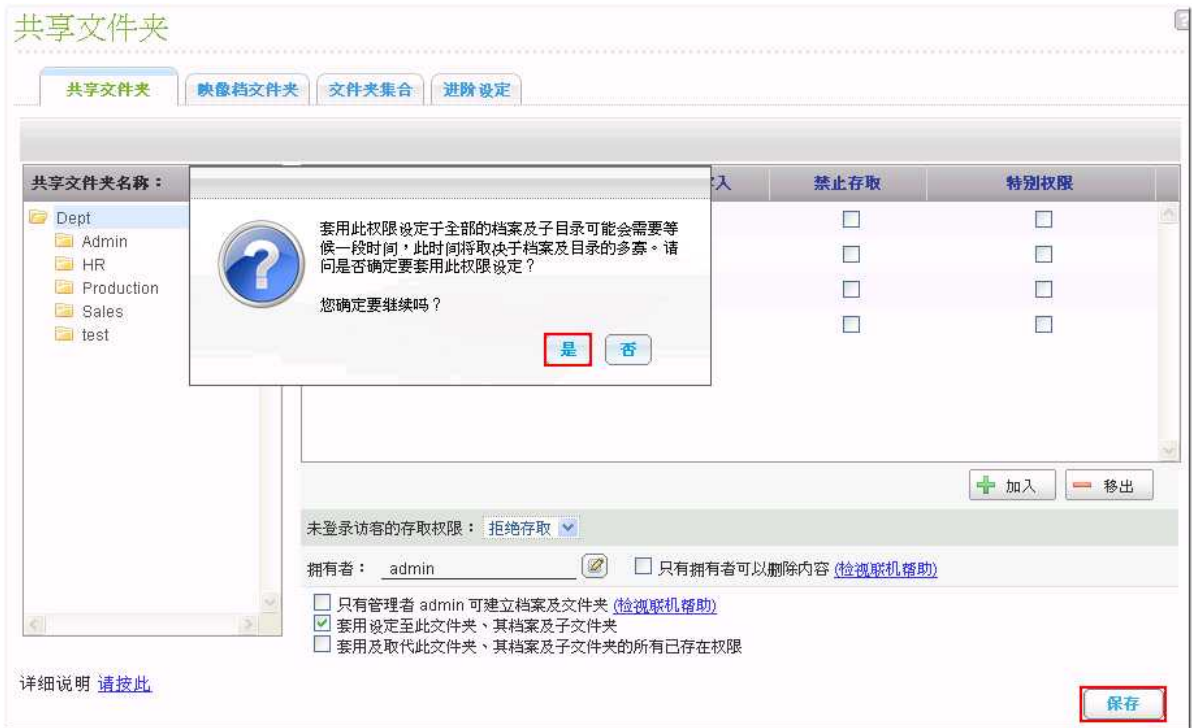 共享文件夹
共享文件夹 映像档文件夹 文件夹集合 进阶设定
共享文件夹名称：
入 禁止存取 特别权限
Dept
Admin
HR
Production
Sales
test
套用此权限设定于全部的档案及子目录可能会需要等
候一段时间，此时间将取决于档案及目录的多寡。请
问是否确定要套用此权限设定？
您确定要继续吗？
是 否
加入 移出
未登录访客的存取权限： 拒绝存取
拥有者： admin 只有拥有者可以删除内容 (检视联机帮助)
只有管理者 admin 可建立档案及文件夹 (检视联机帮助)
套用设定至此文件夹、其档案及子文件夹
套用及取代此文件夹、其档案及子文件夹的所有已存在权限
详细说明 请按此
保存